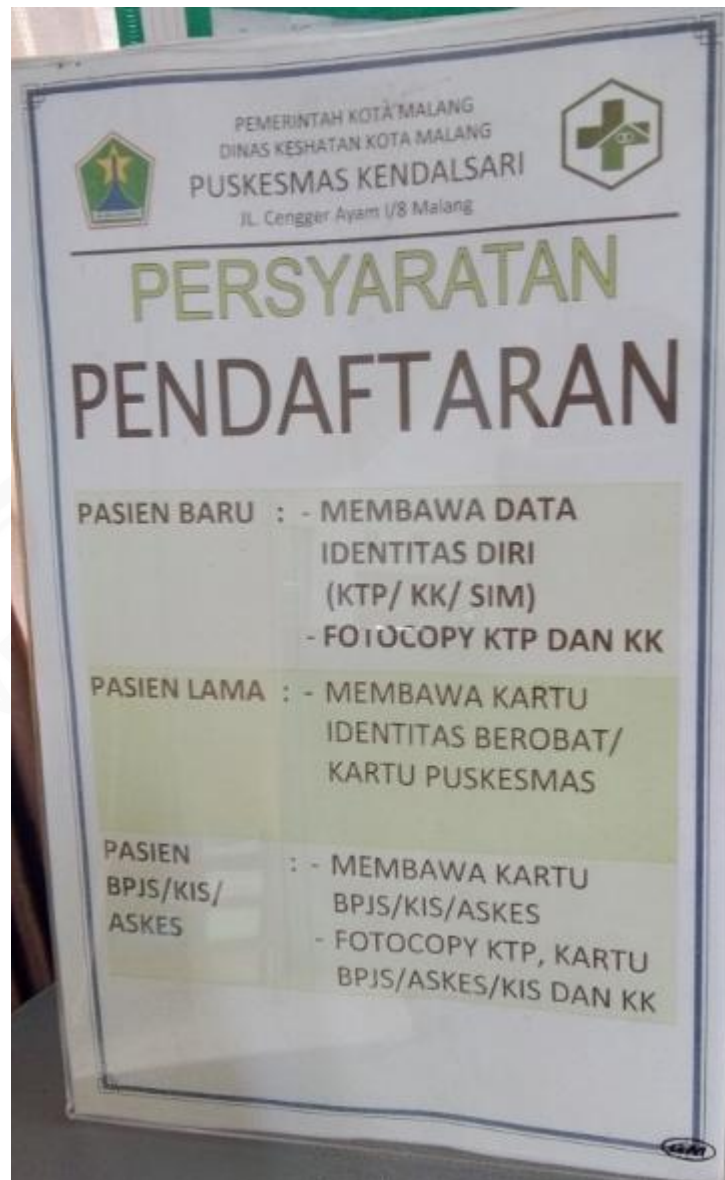 PEMERINTAH KOTA MALANG
DINAS KESHATAN KOTA MALANG
PUSKESMAS KENDALSARI
JL. Cengger Ayam I/8 Malang
PERSYARATAN
PENDAFTARAN
PASIEN BARU : - MEMBAWA DATA
IDENTITAS DIRI
(KTP/ KK/ SIM)
- FOTOCOPY KTP DAN KK
PASIEN LAMA : - MEMBAWA KARTU
IDENTITAS BEROBAT/
KARTU PUSKESMAS
PASIEN
BPJS/KIS/
ASKES
: - MEMBAWA KARTU
BPJS/KIS/ASKES
- FOTOCOPY KTP, KARTU
BPJS/ASKES/KIS DAN KK